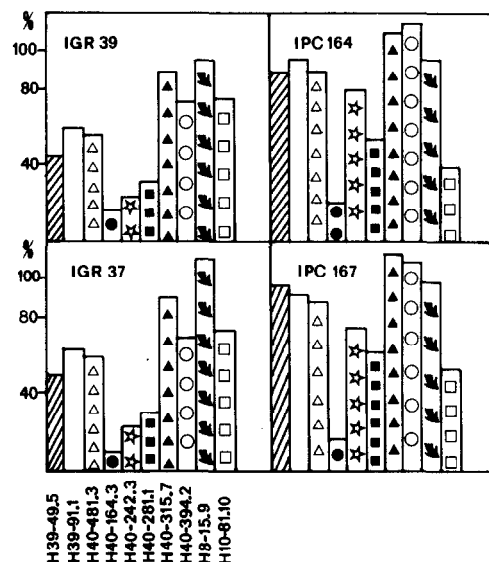 %
100
80
40
IGR 39
IPC 164
%
100
80
40
IGR 37
IPC 167
H39-49.5
H39-91.1
H40-481.3
H40-164.3
H40-242.3
H40-281.1
H40-315.7
H40-394.2
H8-15.9
H10-81.10